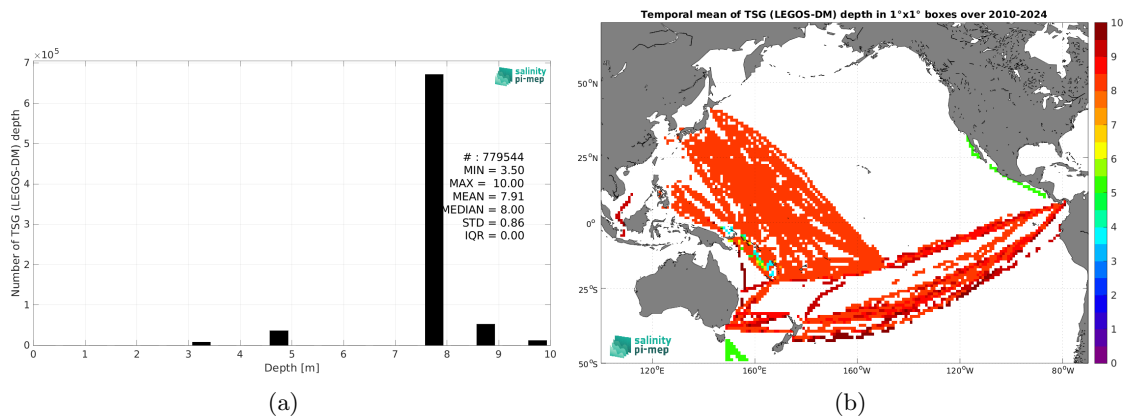 ×10⁵
7
6
5
4
3
2
1
0
Number of TSG (LEGOS-DM) depth
salinity
pi-mep
# : 779544
MIN = 3.50
MAX = 10.00
MEAN = 7.91
MEDIAN = 8.00
STD = 0.86
IQR = 0.00
0 1 2 3 4 5 6 7 8 9 10
Depth [m]
(a)
Temporal mean of TSG (LEGOS-DM) depth in 1°x1° boxes over 2010-2024
50°N
25°N
0°
25°S
50°S
120°E 160°E 160°W 120°W 80°W
salinity
pi-mep
10
9
8
7
6
5
4
3
2
1
0
(b)